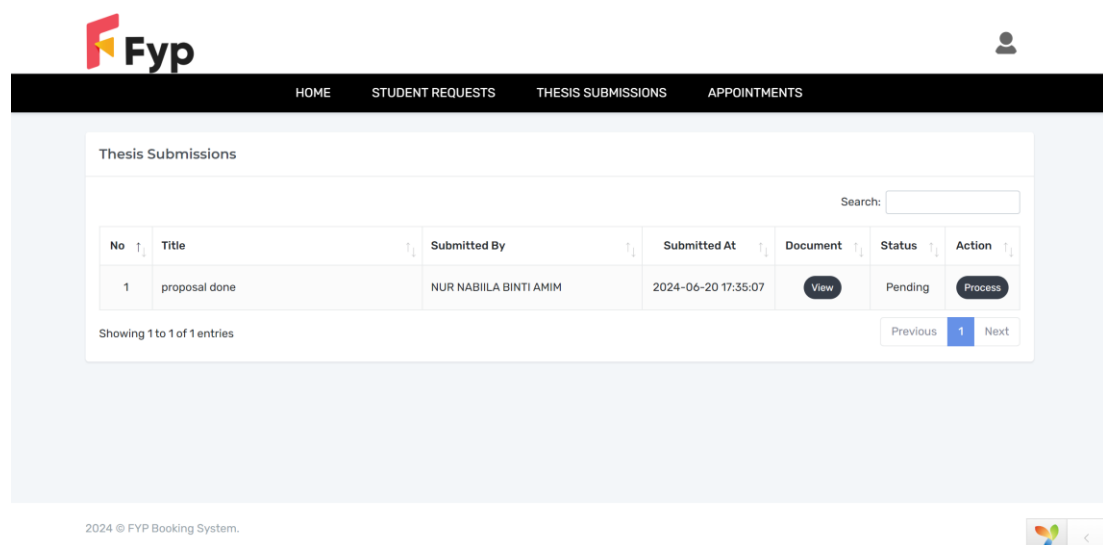 Fyp
HOME STUDENT REQUESTS THESIS SUBMISSIONS APPOINTMENTS
Thesis Submissions
Search:
No Title Submitted By Submitted At Document Status Action
1 proposal done NUR NABIILA BINTI AMIM 2024-06-20 17:35:07 View Pending Process
Showing 1 to 1 of 1 entries Previous 1 Next
2024 © FYP Booking System.